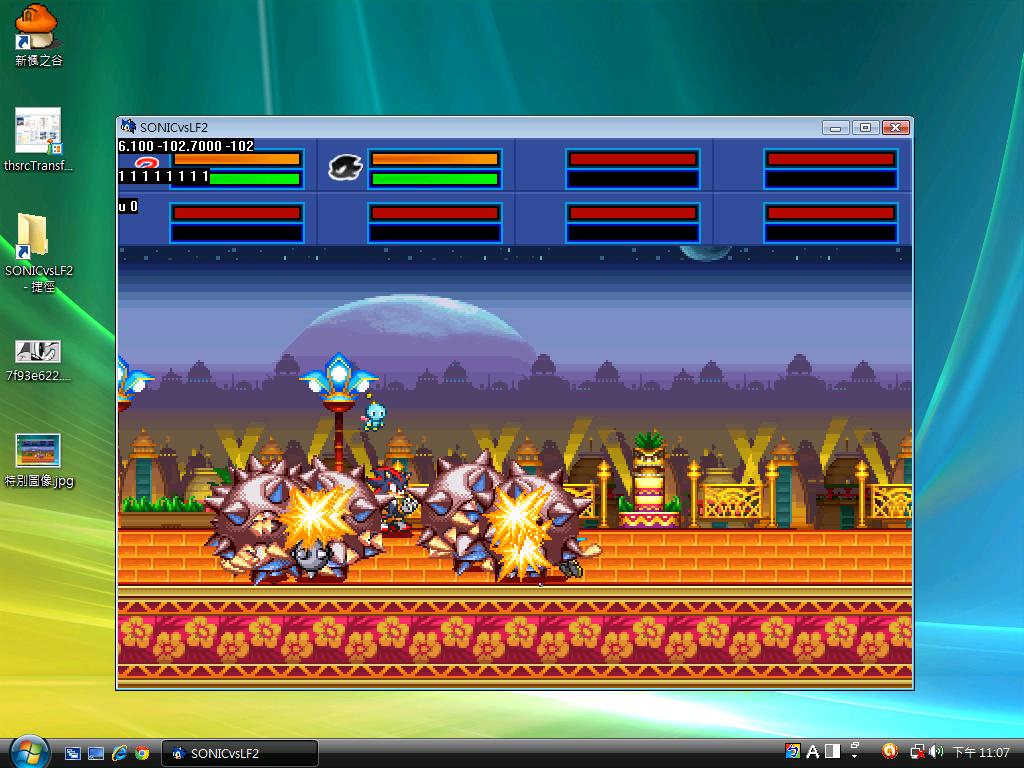 新楓之谷
thsrcTransf...
SONICvsLF2
- 捷徑
7f93e622....
特別圖像.jpg
SONICvsLF2
6.100 -102.7000 -102
1 1 1 1 1 1 1 1
u 0
SONICvsLF2
A
下午 11:07